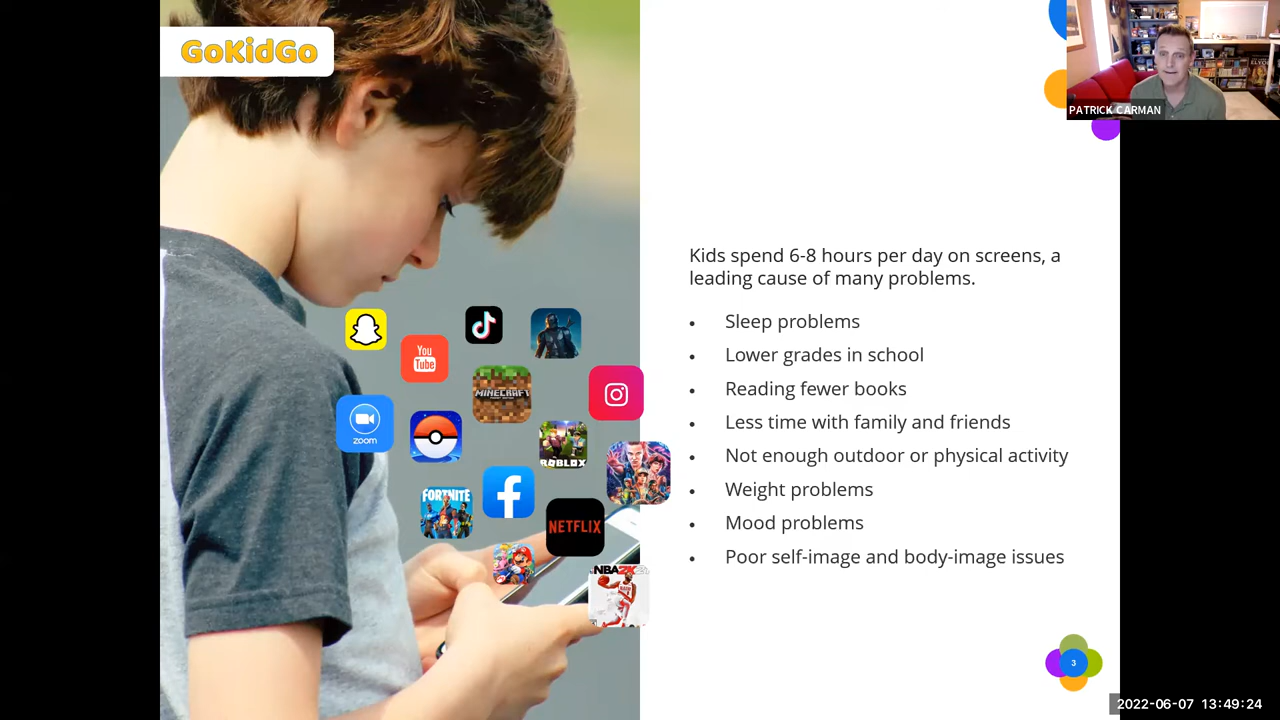 GoKidGo
PATRICK CARMAN
Kids spend 6-8 hours per day on screens, a
leading cause of many problems.
• Sleep problems
• Lower grades in school
• Reading fewer books
• Less time with family and friends
• Not enough outdoor or physical activity
• Weight problems
• Mood problems
• Poor self-image and body-image issues
You
Tube
MINECRAFT
zoom
ROBLOX
FORTNITE
NETFLIX
NBA2K
3
2022-06-07 13:49:24